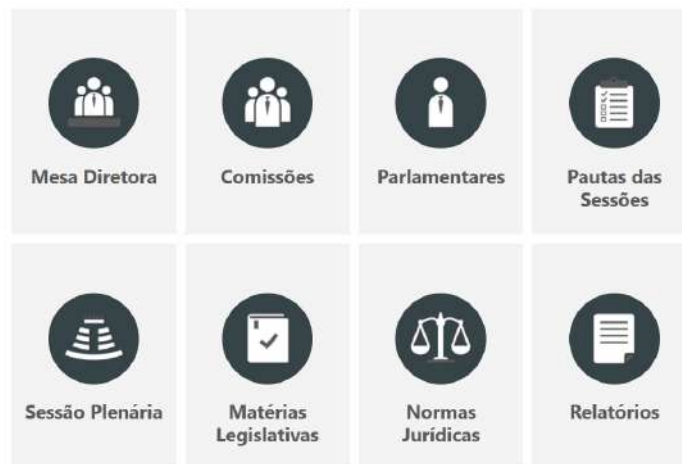 Mesa Diretora
Comissões
Parlamentares
Pautas das
Sessões
Sessão Plenária
Matérias
Legislativas
Normas
Jurídicas
Relatórios